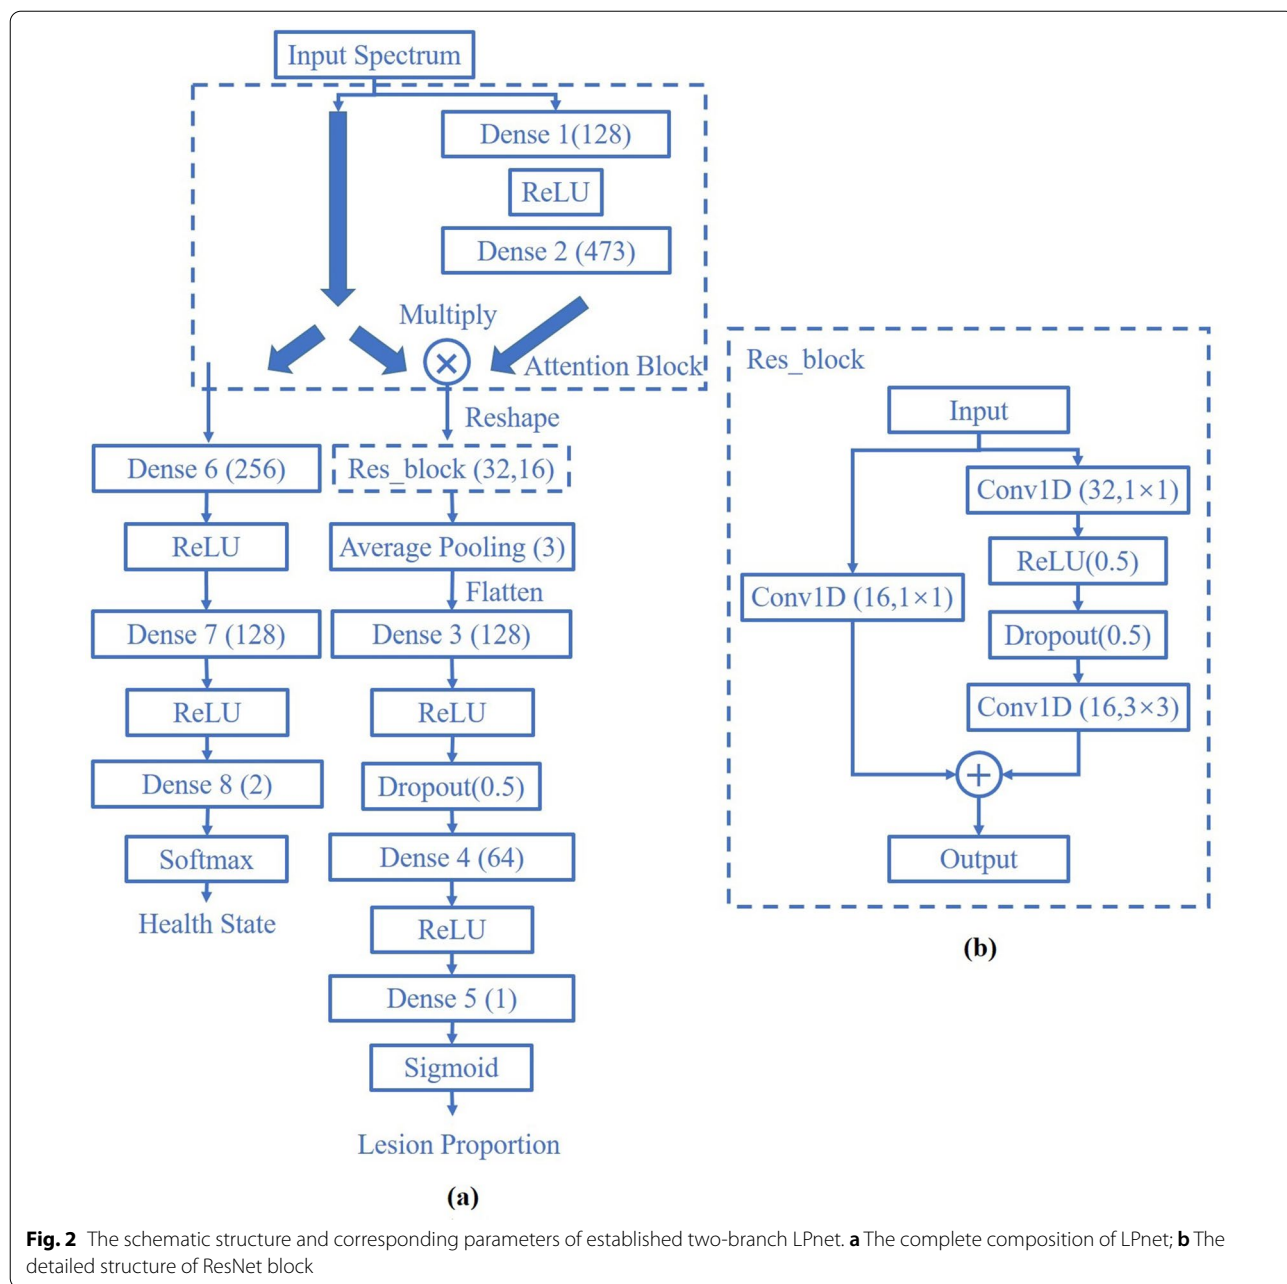 Input Spectrum
Dense 1(128)
ReLU
Dense 2 (473)
Multiply
Attention Block
Reshape
Dense 6 (256)
ReLU
Dense 7 (128)
ReLU
Dense 8 (2)
Softmax
Health State
Res_block (32,16)
Average Pooling (3)
Flatten
Dense 3 (128)
ReLU
Dropout(0.5)
Dense 4 (64)
ReLU
Dense 5 (1)
Sigmoid
Lesion Proportion
(a)
Res_block
Input
Conv1D (16,1×1)
Conv1D (32,1×1)
ReLU(0.5)
Dropout(0.5)
Conv1D (16,3×3)
Output
(b)
Fig. 2 The schematic structure and corresponding parameters of established two-branch LPnet. a The complete composition of LPnet; b The
detailed structure of ResNet block